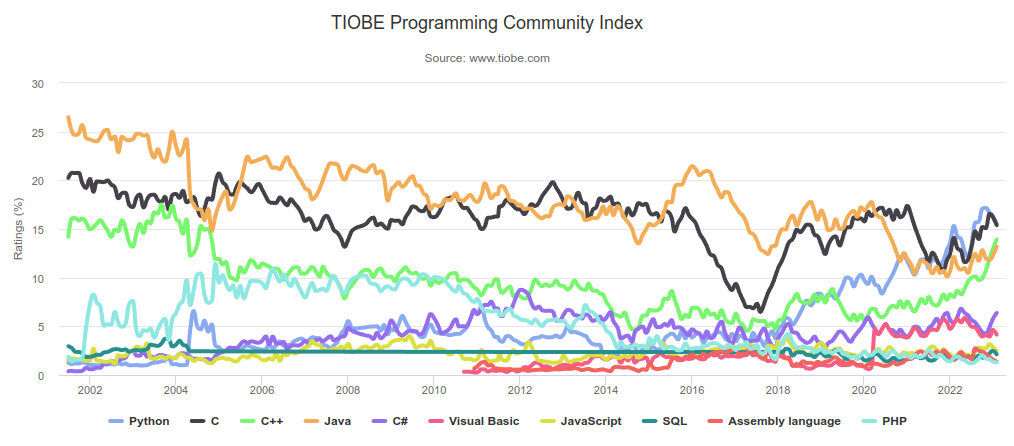 TIOBE Programming Community Index
Source: www.tiobe.com
Ratings (%)
30
25
20
15
10
5
0
2002 2004 2006 2008 2010 2012 2014 2016 2018 2020 2022
Python C C++ Java C# Visual Basic JavaScript SQL Assembly language PHP